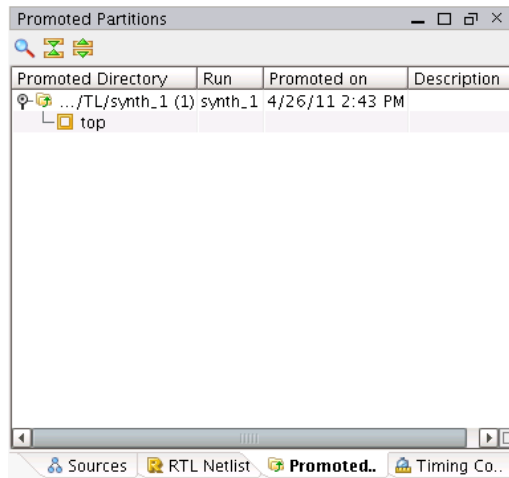 Promoted Partitions
Promoted Directory Run Promoted on Description
.../TL/synth_1 (1) synth_1 4/26/11 2:43 PM
top
Sources RTL Netlist Promoted.. Timing Co..